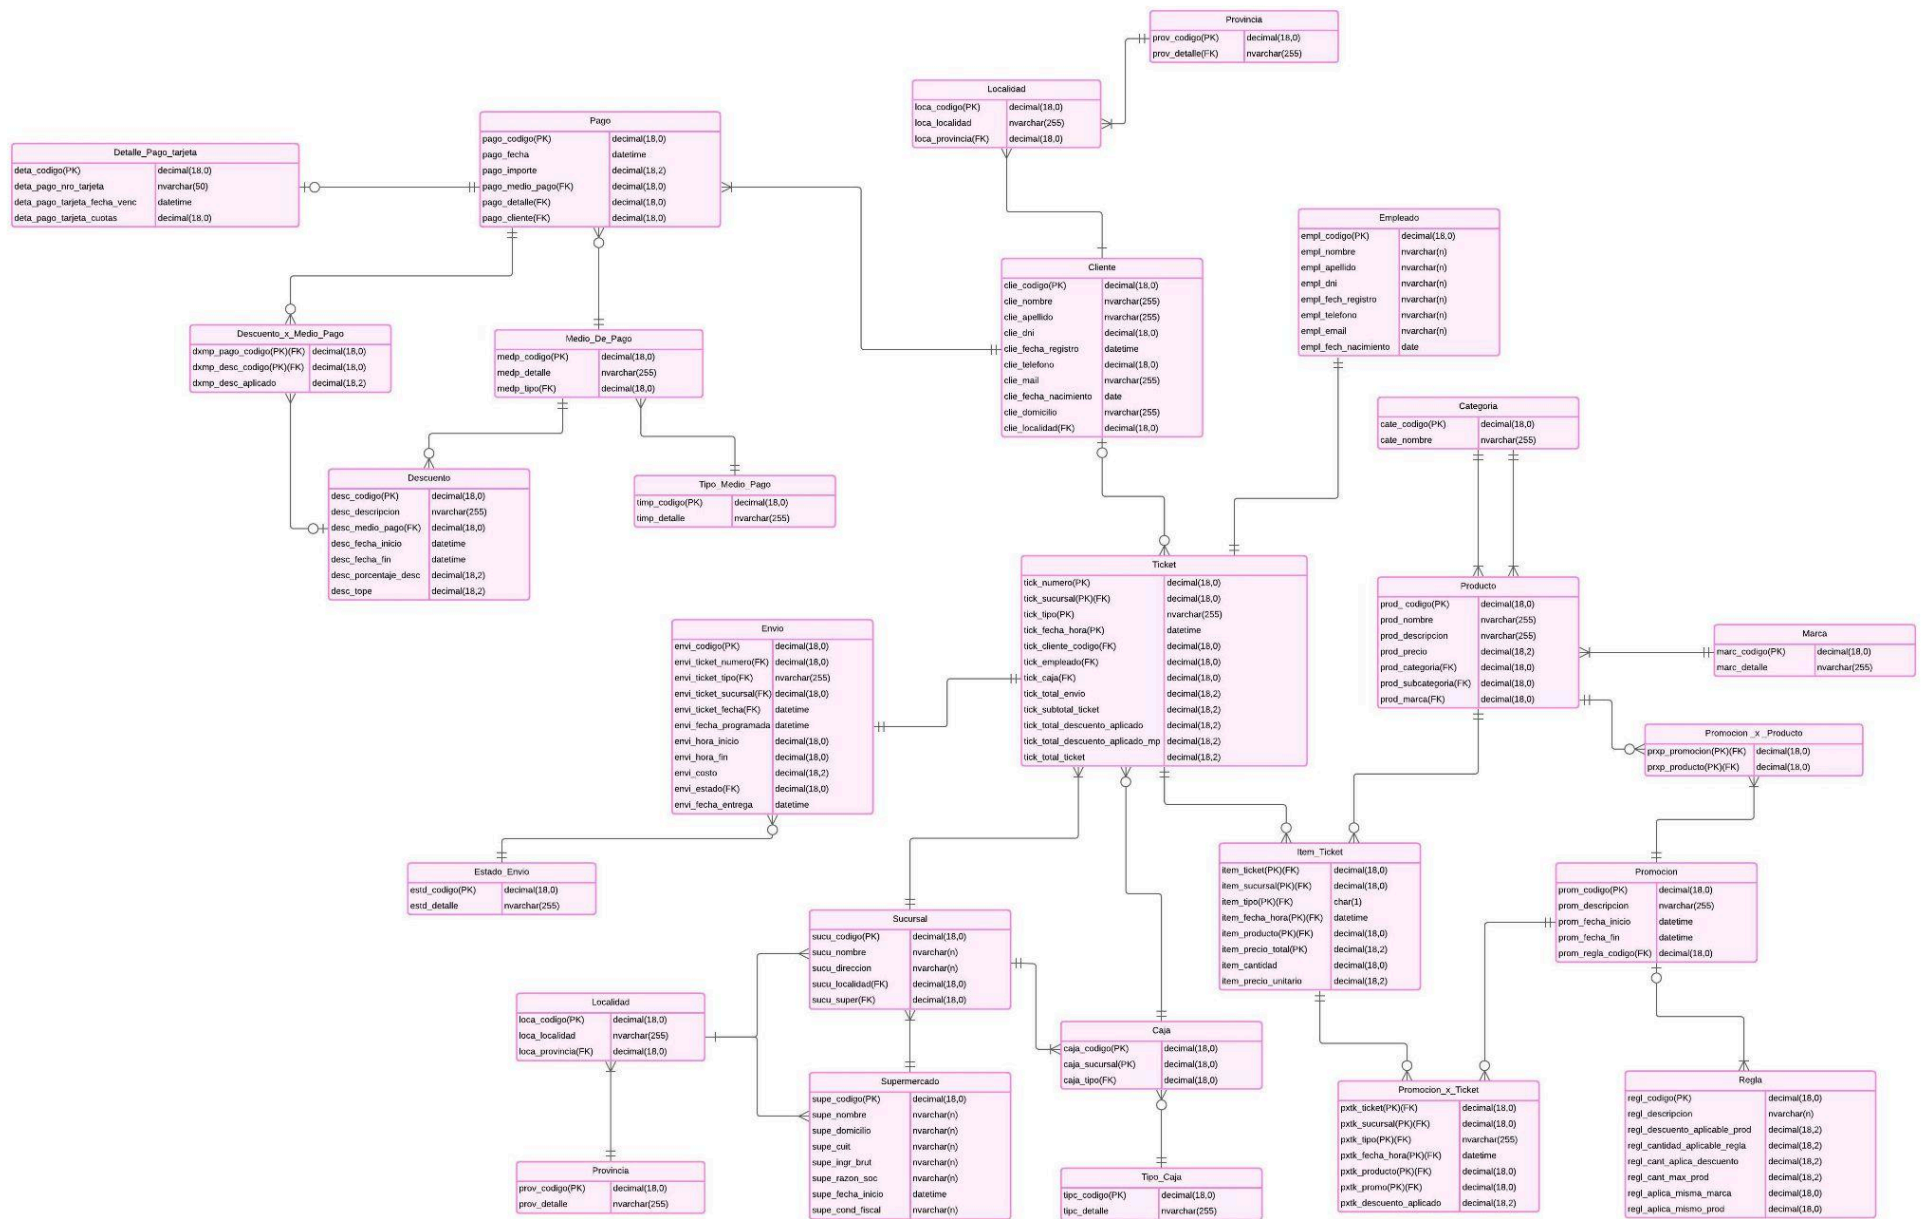 Provincia
prov_codigo(PK) decimal(18,0)
prov_detalle(FK) nvarchar(255)
Localidad
loca_codigo(PK) decimal(18,0)
loca_localidad nvarchar(255)
loca_provincia(FK) decimal(18,0)
Pago
pago_codigo(PK) decimal(18,0)
pago_fecha datetime
pago_importe decimal(18,2)
pago_medio_pago(FK) decimal(18,0)
pago_detalle(FK) decimal(18,0)
pago_cliente(FK) decimal(18,0)
Detalle_Pago_tarjeta
deta_codigo(PK) decimal(18,0)
deta_pago_nro_tarjeta nvarchar(50)
deta_pago_tarjeta_fecha_venc datetime
deta_pago_tarjeta_cuotas decimal(18,0)
Empleado
empl_codigo(PK) decimal(18,0)
empl_nombre nvarchar(n)
empl_apellido nvarchar(n)
empl_dni nvarchar(n)
empl_fech_registro nvarchar(n)
empl_telefono nvarchar(n)
empl_email nvarchar(n)
empl_fech_nacimiento date
Cliente
clie_codigo(PK) decimal(18,0)
clie_nombre nvarchar(255)
clie_apellido nvarchar(255)
clie_dni decimal(18,0)
clie_fecha_registro datetime
clie_telefono decimal(18,0)
clie_mail nvarchar(255)
clie_fecha_nacimiento date
clie_domicilio nvarchar(255)
clie_localidad(FK) decimal(18,0)
Descuento_x_Medio_Pago
dxmp_pago_codigo(PK)(FK) decimal(18,0)
dxmp_desc_codigo(PK)(FK) decimal(18,0)
dxmp_desc_aplicado decimal(18,2)
Medio_De_Pago
medp_codigo(PK) decimal(18,0)
medp_detalle nvarchar(255)
medp_tipo(FK) decimal(18,0)
Categoria
cate_codigo(PK) decimal(18,0)
cate_nombre nvarchar(255)
Descuento
desc_codigo(PK) decimal(18,0)
desc_descripcion nvarchar(255)
desc_medio_pago(FK) decimal(18,0)
desc_fecha_inicio datetime
desc_fecha_fin datetime
desc_porcentaje_desc decimal(18,2)
desc_tope decimal(18,2)
Tipo_Medio_Pago
timp_codigo(PK) decimal(18,0)
timp_detalle nvarchar(255)
Ticket
tick_numero(PK) decimal(18,0)
tick_sucursal(PK)(FK) decimal(18,0)
tick_tipo(PK) nvarchar(255)
tick_fecha_hora(PK) datetime
tick_cliente_codigo(FK) decimal(18,0)
tick_empleado(FK) decimal(18,0)
tick_caja(FK) decimal(18,0)
tick_total_envio decimal(18,2)
tick_subtotal_ticket decimal(18,2)
tick_total_descuento_aplicado decimal(18,2)
tick_total_descuento_aplicado_mp decimal(18,2)
tick_total_ticket decimal(18,2)
Producto
prod_ codigo(PK) decimal(18,0)
prod_nombre nvarchar(255)
prod_descripcion nvarchar(255)
prod_precio decimal(18,2)
prod_categoria(FK) decimal(18,0)
prod_subcategoria(FK) decimal(18,0)
prod_marca(FK) decimal(18,0)
Marca
marc_codigo(PK) decimal(18,0)
marc_detalle nvarchar(255)
Envio
envi_codigo(PK) decimal(18,0)
envi_ticket_numero(FK) decimal(18,0)
envi_ticket_tipo(FK) nvarchar(255)
envi_ticket_sucursal(FK) decimal(18,0)
envi_ticket_fecha(FK) datetime
envi_fecha_programada datetime
envi_hora_inicio decimal(18,0)
envi_hora_fin decimal(18,0)
envi_costo decimal(18,2)
envi_estado(FK) decimal(18,0)
envi_fecha_entrega datetime
Promocion _x _Producto
prxp_promocion(PK)(FK) decimal(18,0)
prxp_producto(PK)(FK) decimal(18,0)
Estado_Envio
estd_codigo(PK) decimal(18,0)
estd_detalle nvarchar(255)
Item_Ticket
item_ticket(PK)(FK) decimal(18,0)
item_sucursal(PK)(FK) decimal(18,0)
item_tipo(PK)(FK) char(1)
item_fecha_hora(PK)(FK) datetime
item_producto(PK)(FK) decimal(18,0)
item_precio_total(PK) decimal(18,2)
item_cantidad decimal(18,0)
item_precio_unitario decimal(18,2)
Promocion
prom_codigo(PK) decimal(18,0)
prom_descripcion nvarchar(255)
prom_fecha_inicio datetime
prom_fecha_fin datetime
prom_regla_codigo(FK) decimal(18,0)
Sucursal
sucu_codigo(PK) decimal(18,0)
sucu_nombre nvarchar(n)
sucu_direccion nvarchar(n)
sucu_localidad(FK) decimal(18,0)
sucu_super(FK) decimal(18,0)
Localidad
loca_codigo(PK) decimal(18,0)
loca_localidad nvarchar(255)
loca_provincia(FK) decimal(18,0)
Caja
caja_codigo(PK) decimal(18,0)
caja_sucursal(PK) decimal(18,0)
caja_tipo(FK) decimal(18,0)
Supermercado
supe_codigo(PK) decimal(18,0)
supe_nombre nvarchar(n)
supe_domicilio nvarchar(n)
supe_cuit nvarchar(n)
supe_ingr_brut nvarchar(n)
supe_razon_soc nvarchar(n)
supe_fecha_inicio datetime
supe_cond_fiscal nvarchar(n)
Promocion_x_Ticket
pxtk_ticket(PK)(FK) decimal(18,0)
pxtk_sucursal(PK)(FK) decimal(18,0)
pxtk_tipo(PK)(FK) nvarchar(255)
pxtk_fecha_hora(PK)(FK) datetime
pxtk_producto(PK)(FK) decimal(18,0)
pxtk_promo(PK)(FK) decimal(18,0)
pxtk_descuento_aplicado decimal(18,2)
Regla
regl_codigo(PK) decimal(18,0)
regl_descripcion nvarchar(n)
regl_descuento_aplicable_prod decimal(18,2)
regl_cantidad_aplicable_regla decimal(18,2)
regl_cant_aplica_descuento decimal(18,2)
regl_cant_max_prod decimal(18,2)
regl_aplica_misma_marca decimal(18,0)
regl_aplica_mismo_prod decimal(18,0)
Provincia
prov_codigo(PK) decimal(18,0)
prov_detalle nvarchar(255)
Tipo_Caja
tipc_codigo(PK) decimal(18,0)
tipc_detalle nvarchar(255)